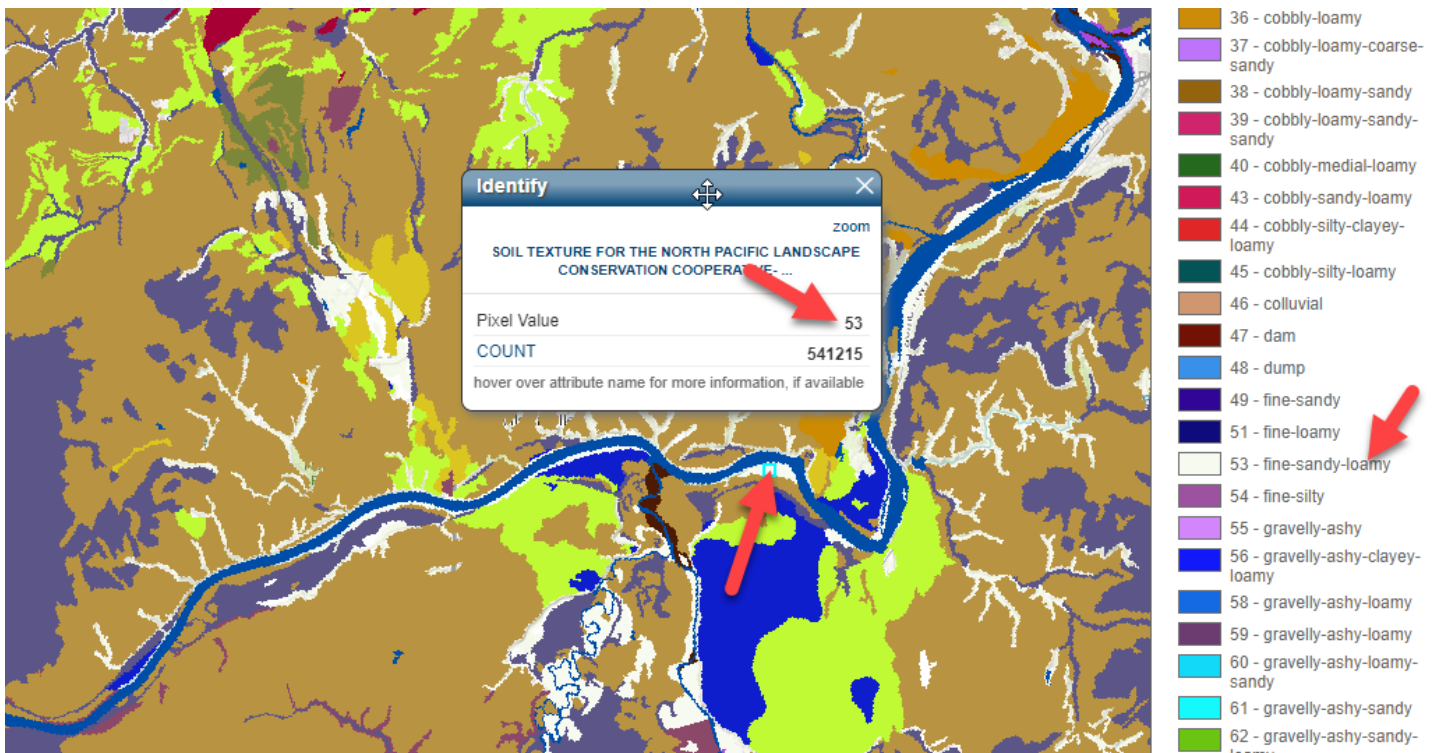 Identify
zoom
SOIL TEXTURE FOR THE NORTH PACIFIC LANDSCAPE
CONSERVATION COOPERATIVE- ...
Pixel Value 53
COUNT 541215
hover over attribute name for more information, if available
36 - cobbly-loamy
37 - cobbly-loamy-coarse-
sandy
38 - cobbly-loamy-sandy
39 - cobbly-loamy-sandy-
sandy
40 - cobbly-medial-loamy
43 - cobbly-sandy-loamy
44 - cobbly-silty-clayey-
loamy
45 - cobbly-silty-loamy
46 - colluvial
47 - dam
48 - dump
49 - fine-sandy
51 - fine-loamy
53 - fine-sandy-loamy
54 - fine-silty
55 - gravelly-ashy
56 - gravelly-ashy-clayey-
loamy
58 - gravelly-ashy-loamy
59 - gravelly-ashy-loamy
60 - gravelly-ashy-loamy-
sandy
61 - gravelly-ashy-sandy
62 - gravelly-ashy-sandy-
loamy